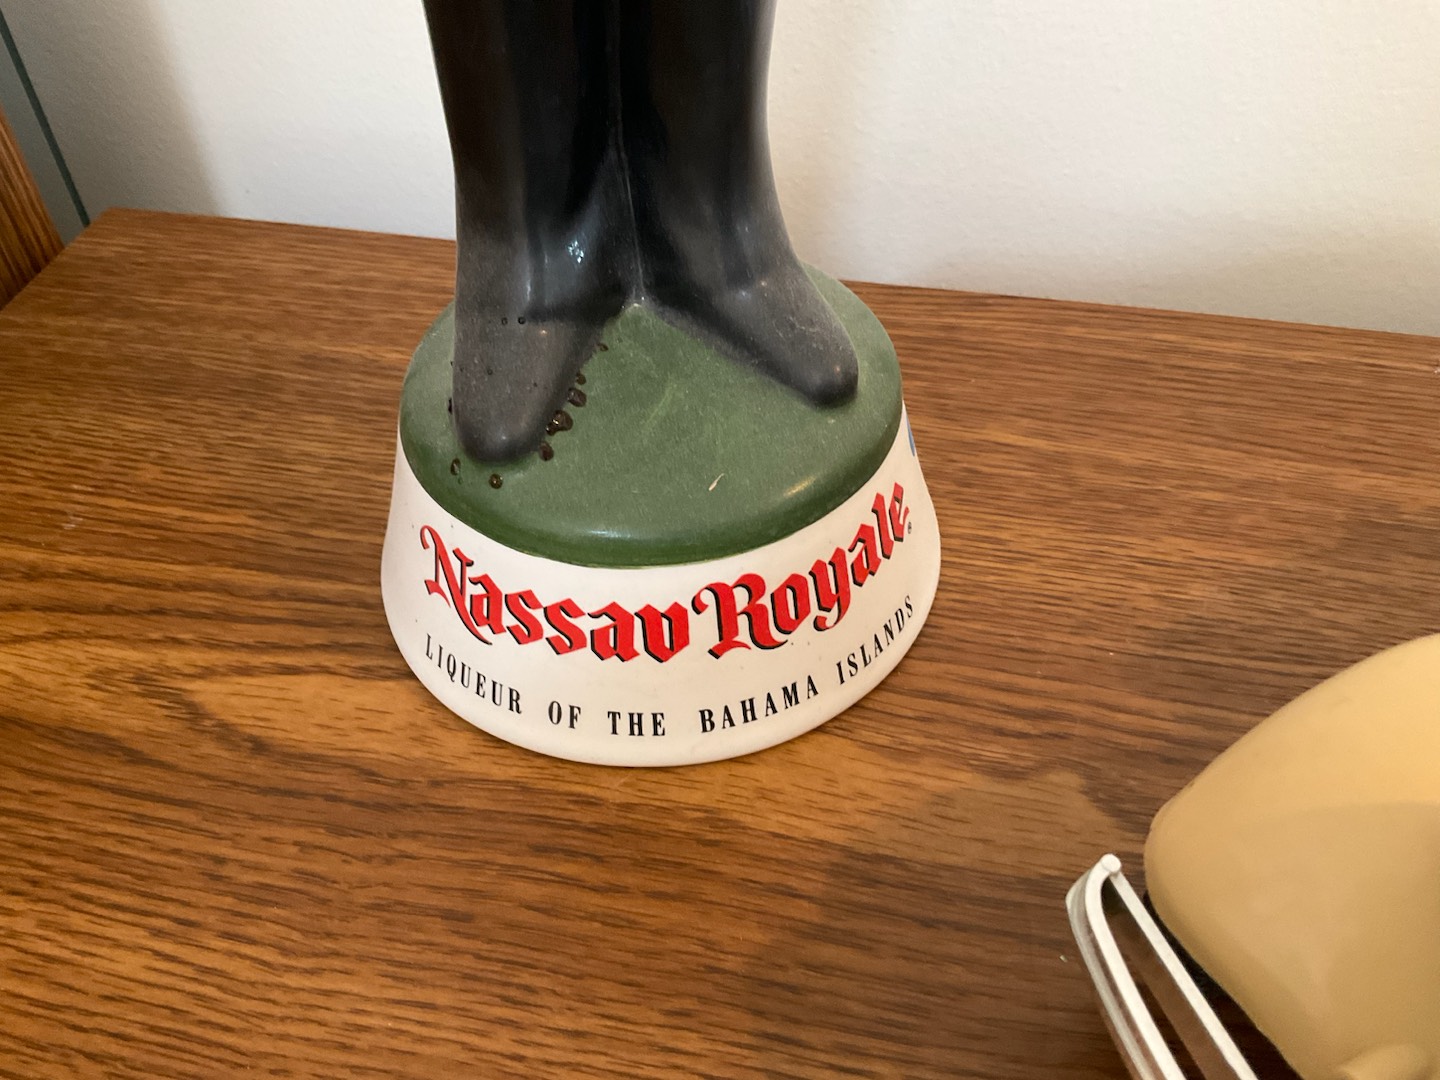 Nassau Royale®
LIQUEUR OF THE BAHAMA ISLANDS